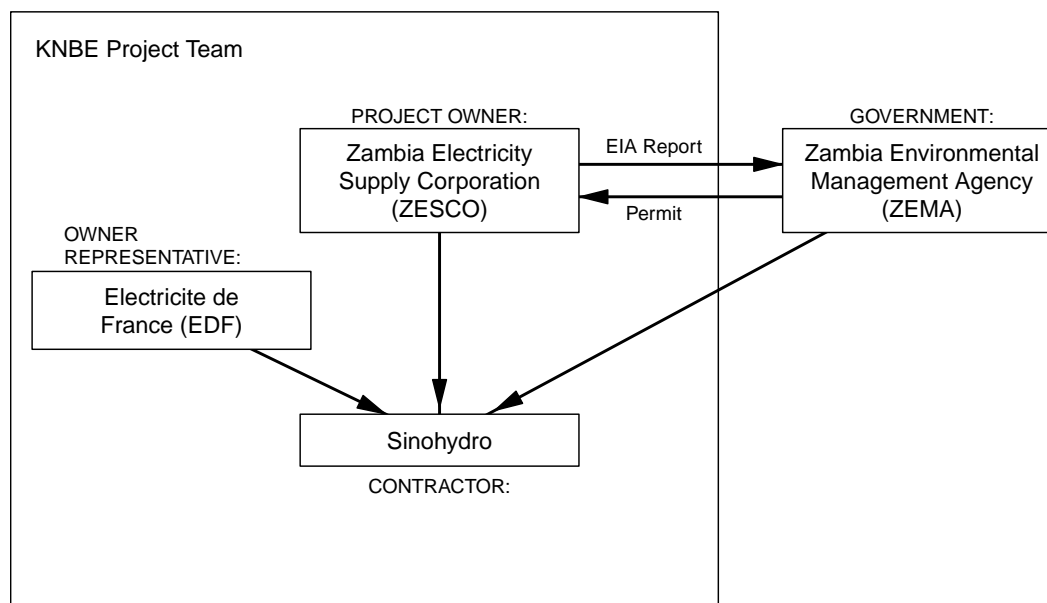 KNBE Project Team
PROJECT OWNER:
Zambia Electricity
Supply Corporation
(ZESCO)
EIA Report
Permit
GOVERNMENT:
Zambia Environmental
Management Agency
(ZEMA)
OWNER
REPRESENTATIVE:
Electricite de
France (EDF)
Sinohydro
CONTRACTOR: